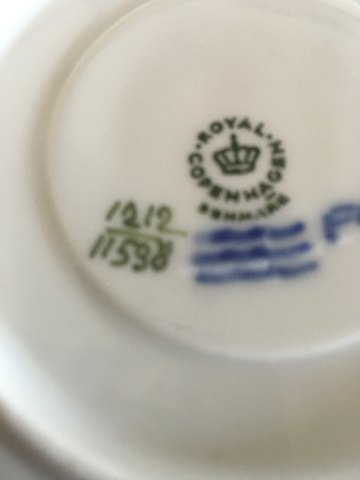 ROYAL COPENHAGEN
DENMARK
1212
11538